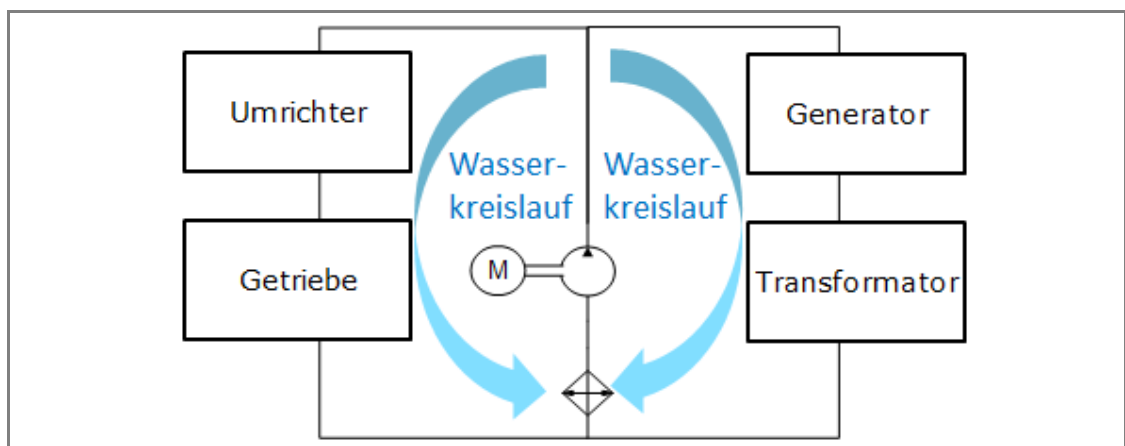 Umrichter
Generator
Wasser-
kreislauf
Wasser-
kreislauf
Getriebe
M
Transformator